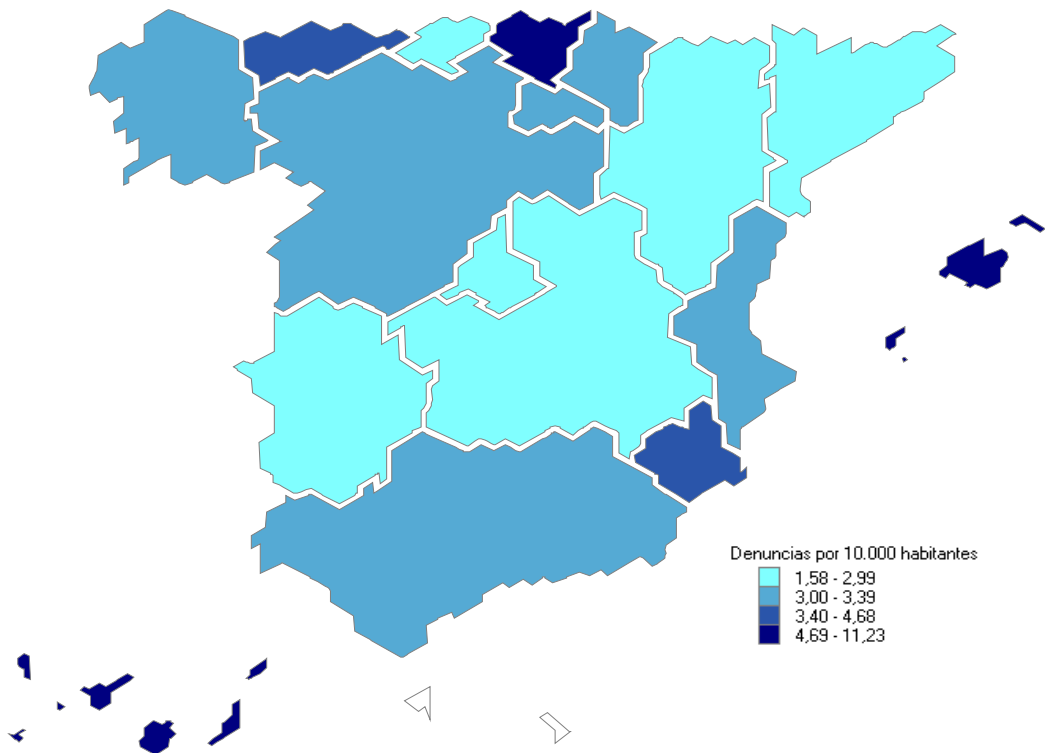 Denuncias por 10.000 habitantes
1,58 - 2,99
3,00 - 3,39
3,40 - 4,68
4,69 - 11,23